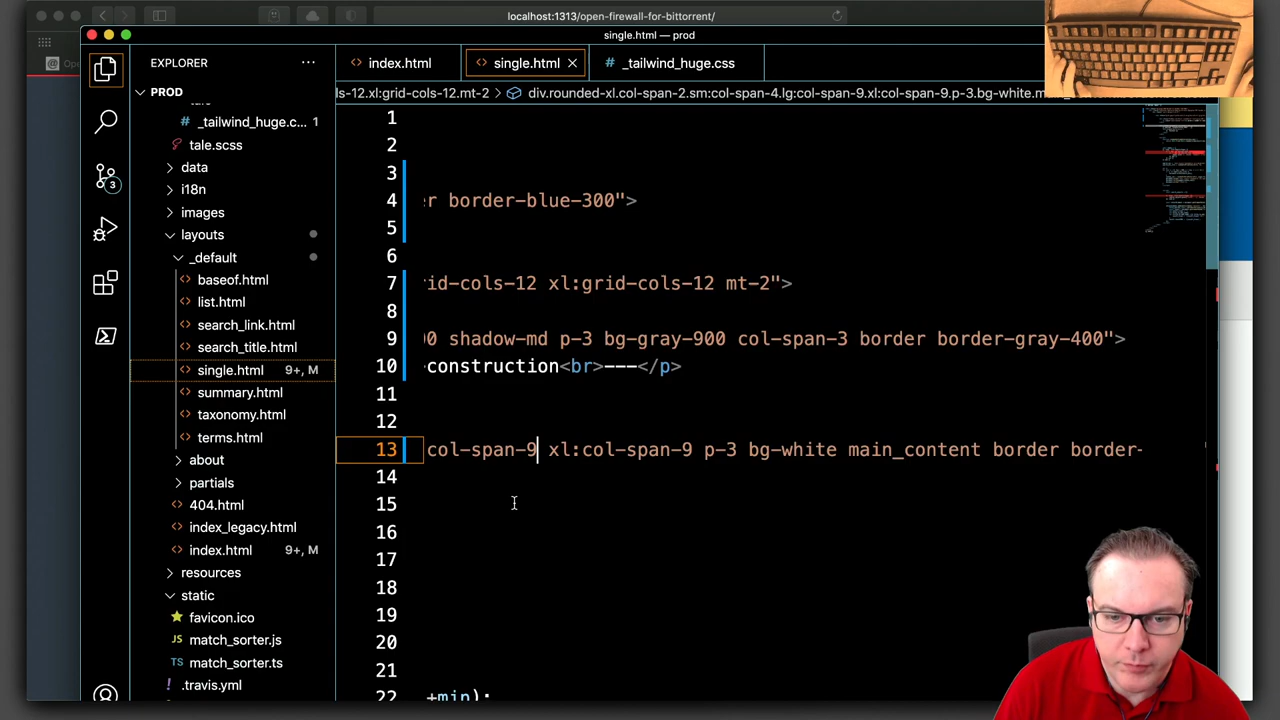 localhost:1313/open-firewall-for-bittorrent/
single.html — prod
EXPLORER
index.html
single.html
_tailwind_huge.css
PROD
ls-12.xl:grid-cols-12.mt-2 > div.rounded-xl.col-span-2.sm:col-span-4.lg:col-span-9.xl:col-span-9.p-3.bg-white.
_tailwind_huge.c... 1
tale.scss
data
i18n
images
layouts
_default
baseof.html
list.html
search_link.html
search_title.html
single.html 9+, M
summary.html
taxonomy.html
terms.html
about
partials
404.html
index_legacy.html
index.html 9+, M
resources
static
favicon.ico
match_sorter.js
match_sorter.ts
.travis.yml
3
1
2
3
4 er border-blue-300">
5
6
7 rid-cols-12 xl:grid-cols-12 mt-2">
8
9 00 shadow-md p-3 bg-gray-900 col-span-3 border border-gray-400">
10 construction<br>---</p>
11
12
13 col-span-9 xl:col-span-9 p-3 bg-white main_content border border-
14
15
16
17
18
19
20
21
22 +min);